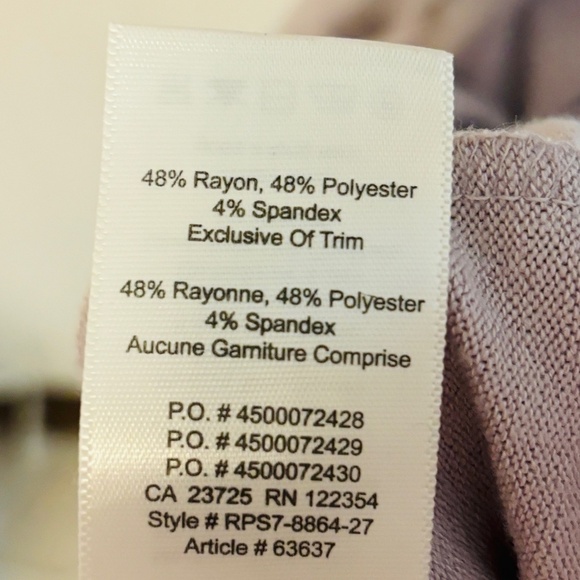 48% Rayon, 48% Polyester
4% Spandex
Exclusive Of Trim
48% Rayonne, 48% Polyester
4% Spandex
Aucune Garniture Comprise
P.O. # 4500072428
P.O. # 4500072429
P.O. # 4500072430
CA 23725 RN 122354
Style # RPS7-8864-27
Article # 63637